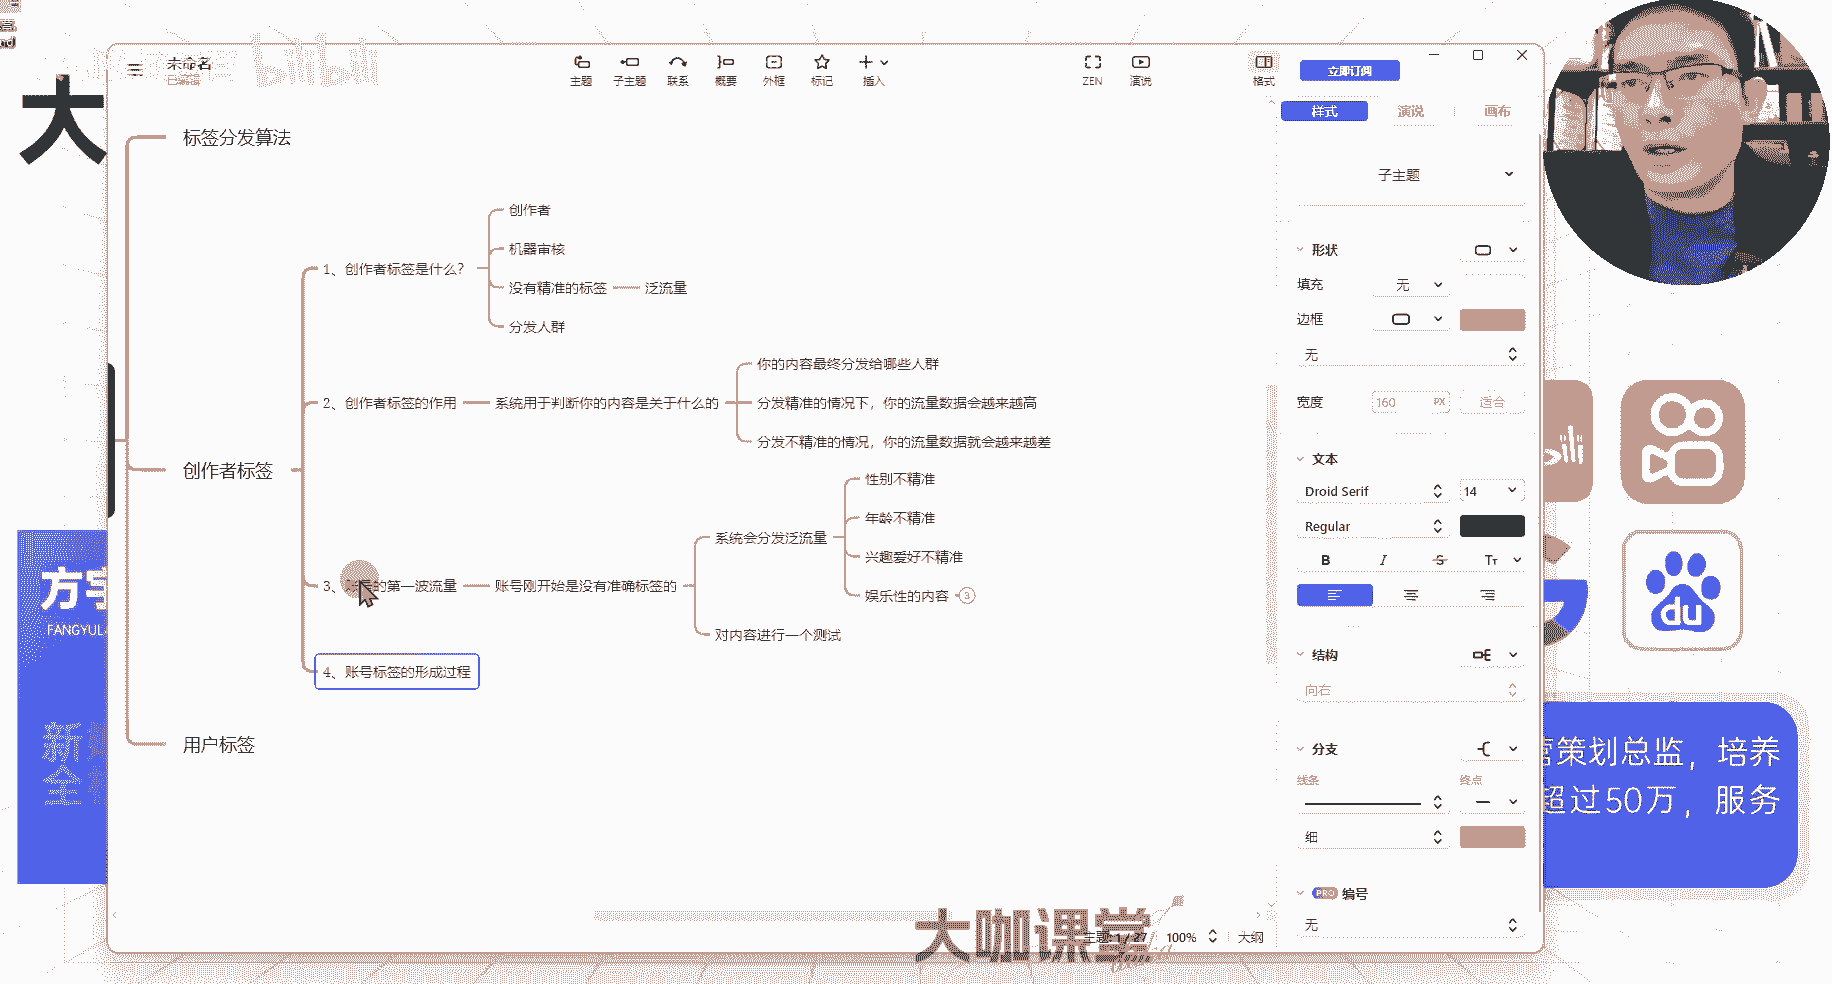 未命名
已编辑
主题
子主题
联系
概要
外框
标记
插入
ZEN
演说
格式
立即订阅
bilibili
大
标签分发算法
创作者标签
1、创作者标签是什么？
创作者
机器审核
没有精准的标签
泛流量
分发人群
2、创作者标签的作用
系统用于判断你的内容是关于什么的
你的内容最终分发给哪些人群
分发精准的情况下，你的流量数据会越来越高
分发不精准的情况，你的流量数据就会越来越差
的第一波流量
账号刚开始是没有准确标签的
系统会分发泛流量
性别不精准
年龄不精准
兴趣爱好不精准
娱乐性的内容
3
对内容进行一个测试
4、账号标签的形成过程
用户标签
样式
演说
画布
子主题
形状
填充
无
边框
无
宽度
160
PX
适合
文本
Droid Serif
14
Regular
B
I
S
Tт
结构
向右
分支
线条
终点
细
PRO
编号
无
主题: 1 / 27
100%
大纲
大咖课堂
FANGYUL
新
全
du
营策划总监，培养
超过50万，服务